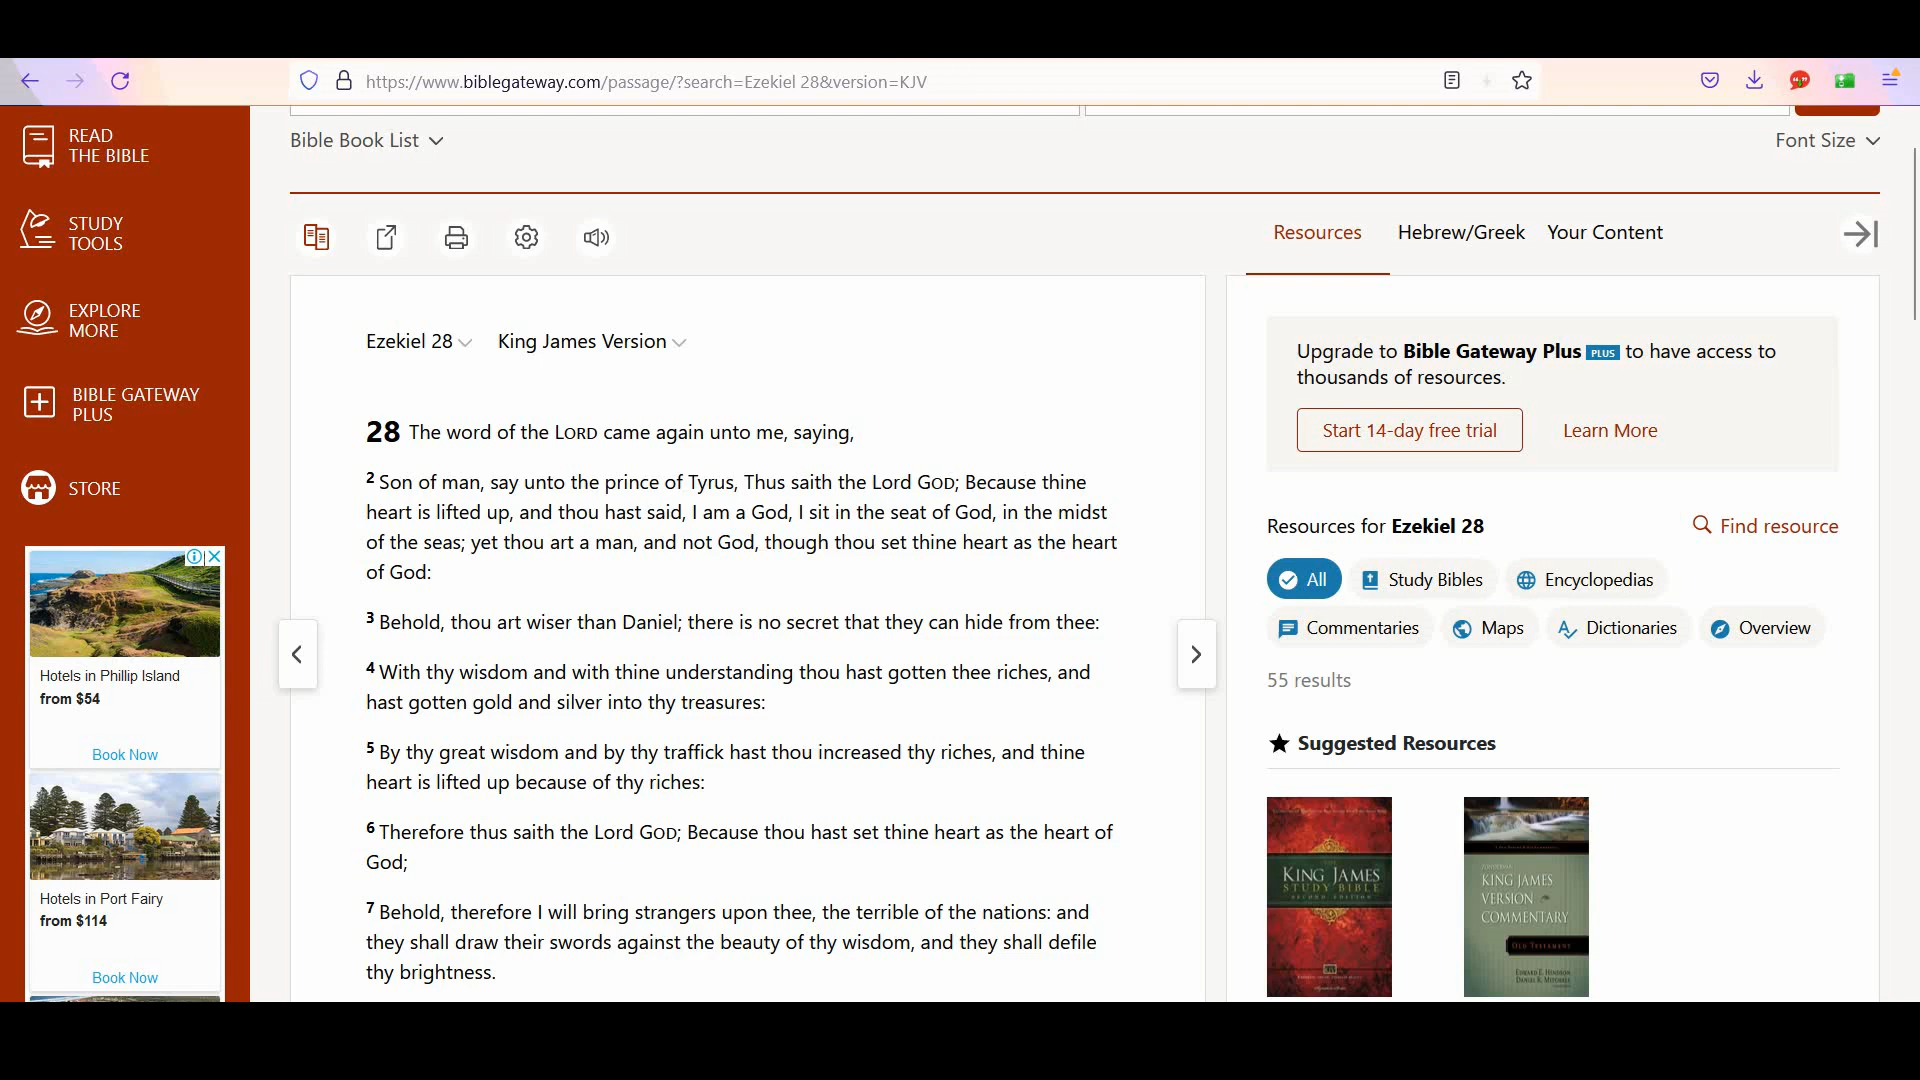 https://www.biblegateway.com/passage/?search=Ezekiel 28&version=KJV
READ
THE BIBLE
STUDY
TOOLS
EXPLORE
MORE
BIBLE GATEWAY
PLUS
STORE
Hotels in Phillip Island
from $54
Book Now
Hotels in Port Fairy
from $114
Book Now
Bible Book List
Font Size
Ezekiel 28 King James Version
28 The word of the LORD came again unto me, saying,
2 Son of man, say unto the prince of Tyrus, Thus saith the Lord GOD; Because thine
heart is lifted up, and thou hast said, I am a God, I sit in the seat of God, in the midst
of the seas; yet thou art a man, and not God, though thou set thine heart as the heart
of God:
3 Behold, thou art wiser than Daniel; there is no secret that they can hide from thee:
4 With thy wisdom and with thine understanding thou hast gotten thee riches, and
hast gotten gold and silver into thy treasures:
5 By thy great wisdom and by thy traffick hast thou increased thy riches, and thine
heart is lifted up because of thy riches:
6 Therefore thus saith the Lord GOD; Because thou hast set thine heart as the heart of
God;
7 Behold, therefore I will bring strangers upon thee, the terrible of the nations: and
they shall draw their swords against the beauty of thy wisdom, and they shall defile
thy brightness.
Resources Hebrew/Greek Your Content
Upgrade to Bible Gateway Plus PLUS to have access to
thousands of resources.
Start 14-day free trial Learn More
Resources for Ezekiel 28 Find resource
All Study Bibles Encyclopedias
Commentaries Maps Dictionaries Overview
55 results
Suggested Resources
KING JAMES
STUDY BIBLE
SECOND EDITION
KING JAMES
VERSION
COMMENTARY
OLD TESTAMENT
EDWARD E. HINDSON
DANIEL R. MITCHELL